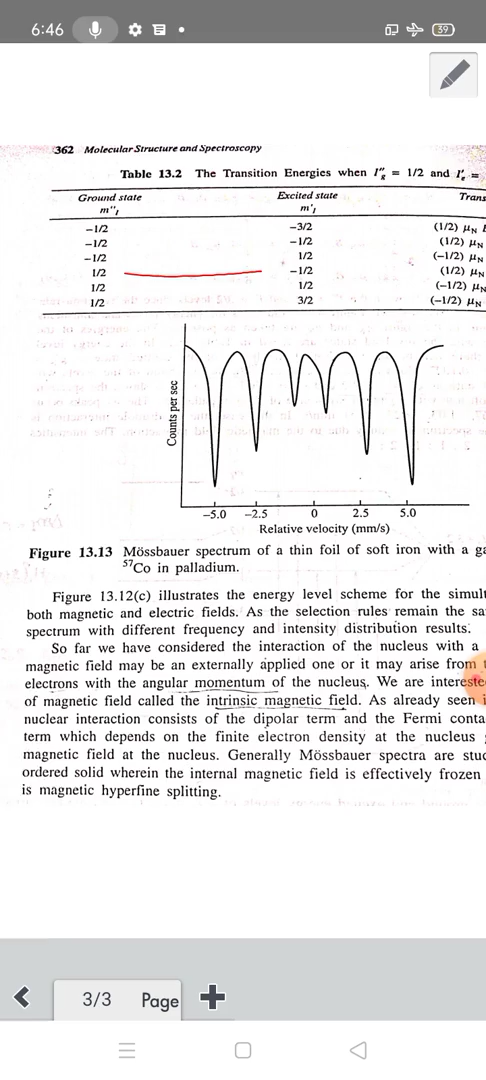 6:46
39
362 Molecular Structure and Spectroscopy
Table 13.2 The Transition Energies when I"g = 1/2 and I'e =
Ground state Excited state Trans
m"I m'I
-1/2 -3/2 (1/2) μN
-1/2 -1/2 (1/2) μN
-1/2 1/2 (-1/2) μN
1/2 -1/2 (1/2) μN
1/2 1/2 (-1/2) μN
1/2 3/2 (-1/2) μN
Counts per sec
-5.0 -2.5 0 2.5 5.0
Relative velocity (mm/s)
Figure 13.13 Mössbauer spectrum of a thin foil of soft iron with a ga
57Co in palladium.
Figure 13.12(c) illustrates the energy level scheme for the simult
both magnetic and electric fields. As the selection rules remain the sa
spectrum with different frequency and intensity distribution results.
So far we have considered the interaction of the nucleus with a
magnetic field may be an externally applied one or it may arise from
electrons with the angular momentum of the nucleus. We are intereste
of magnetic field called the intrinsic magnetic field. As already seen i
nuclear interaction consists of the dipolar term and the Fermi conta
term which depends on the finite electron density at the nucleus
magnetic field at the nucleus. Generally Mössbauer spectra are stud
ordered solid wherein the internal magnetic field is effectively frozen
is magnetic hyperfine splitting.
3/3 Page